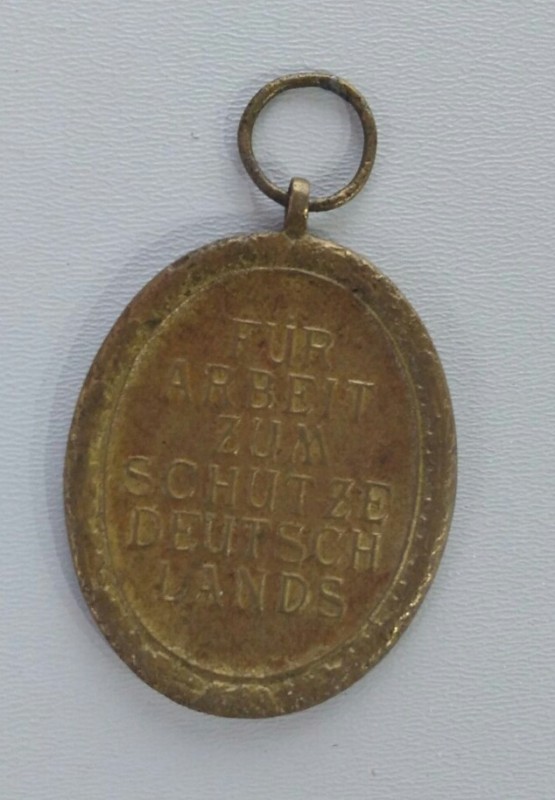 FÜR
ARBEIT
ZUM
SCHUTZE
DEUTSCH
LANDS